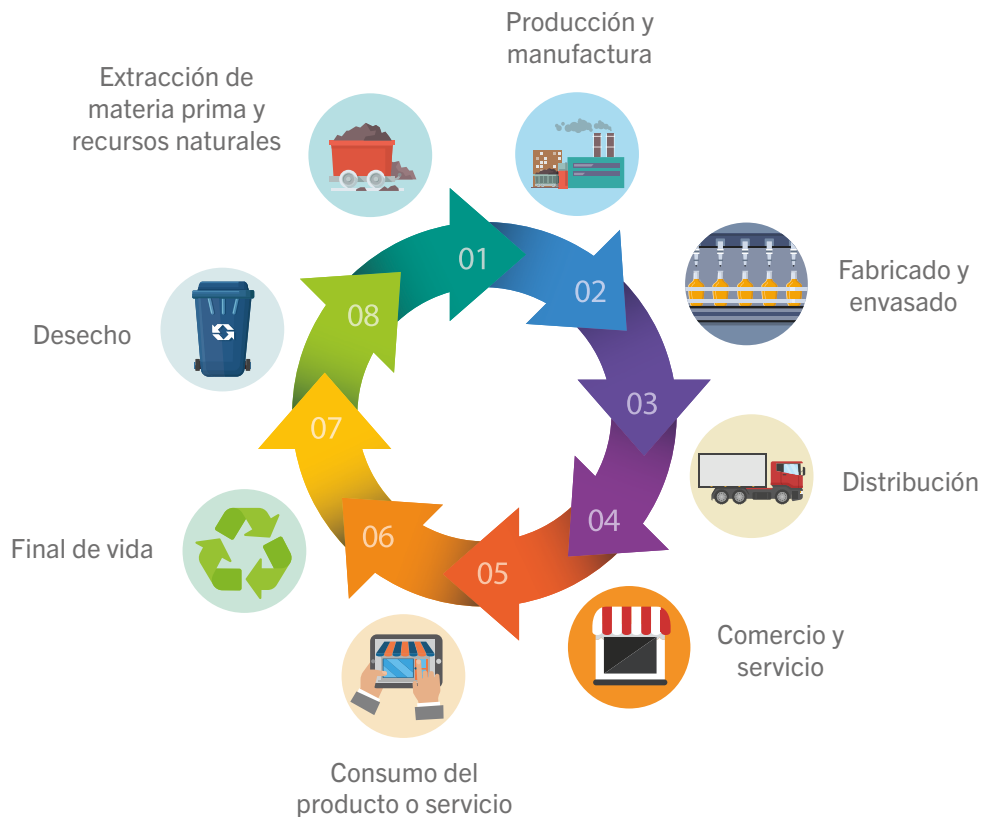 Extracción de
materia prima y
recursos naturales
Producción y
manufactura
Fabricado y
envasado
Distribución
Comercio y
servicio
Consumo del
producto o servicio
Final de vida
Desecho
01
02
03
04
05
06
07
08